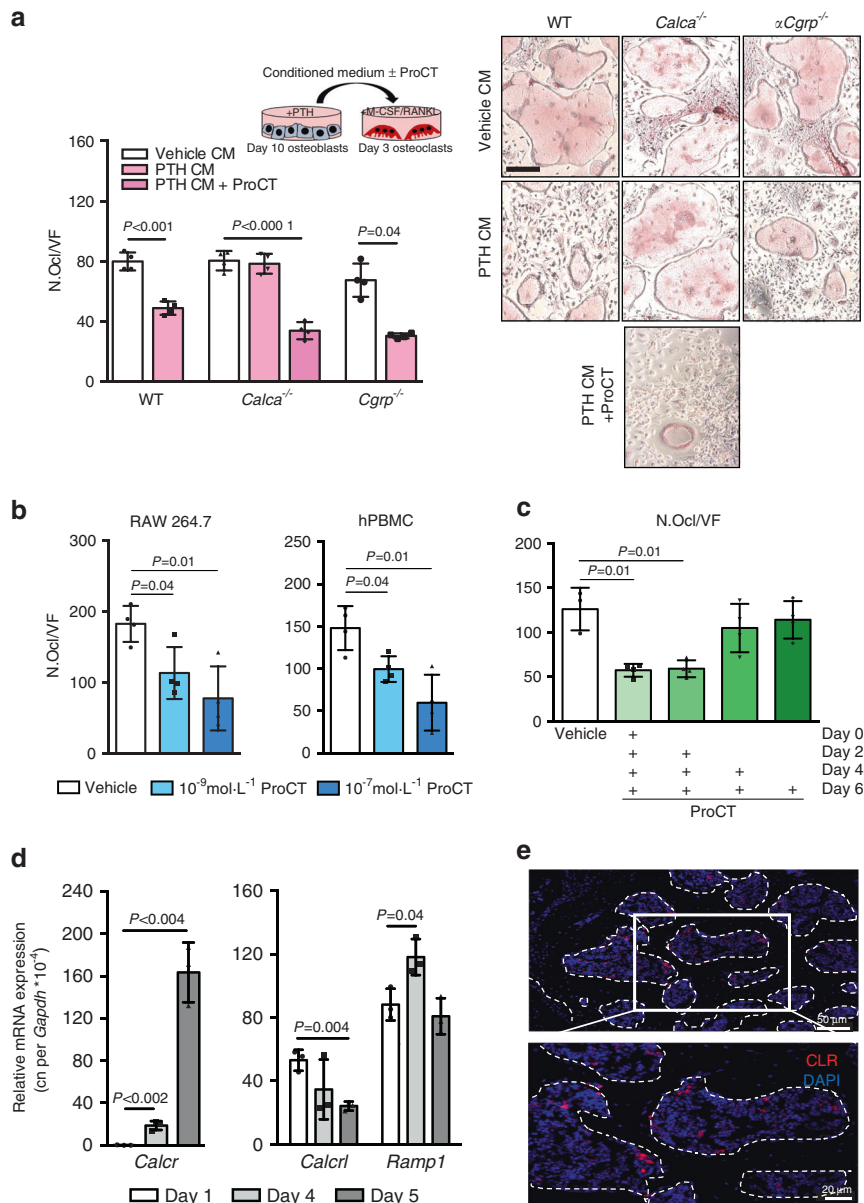 a
Conditioned medium ± ProCT
+PTH
+M-CSF/RANKL
Day 10 osteoblasts
Day 3 osteoclasts
Vehicle CM
PTH CM
PTH CM + ProCT
N.Ocl/VF
160
120
80
40
0
P<0.001
P<0.000 1
P=0.04
WT
Calca-/-
Cgrp-/-
WT
Calca-/-
αCgrp-/-
Vehicle CM
PTH CM
PTH CM
+ProCT
b
RAW 264.7
N.Ocl/VF
300
200
100
0
P=0.01
P=0.04
hPBMC
250
200
150
100
50
0
P=0.01
P=0.04
Vehicle
10-9mol·L-1 ProCT
10-7mol·L-1 ProCT
c
N.Ocl/VF
200
150
100
50
0
P=0.01
P=0.01
Vehicle
+ Day 0
+ + Day 2
+ + + Day 4
+ + + + Day 6
ProCT
d
Relative mRNA expression
(cn per Gapdh *10-4)
240
200
160
120
80
40
0
P<0.004
P<0.002
Calcr
160
120
80
40
0
P=0.004
P=0.04
Calcrl
Ramp1
Day 1
Day 4
Day 5
e
50 µm
CLR
DAPI
20 µm